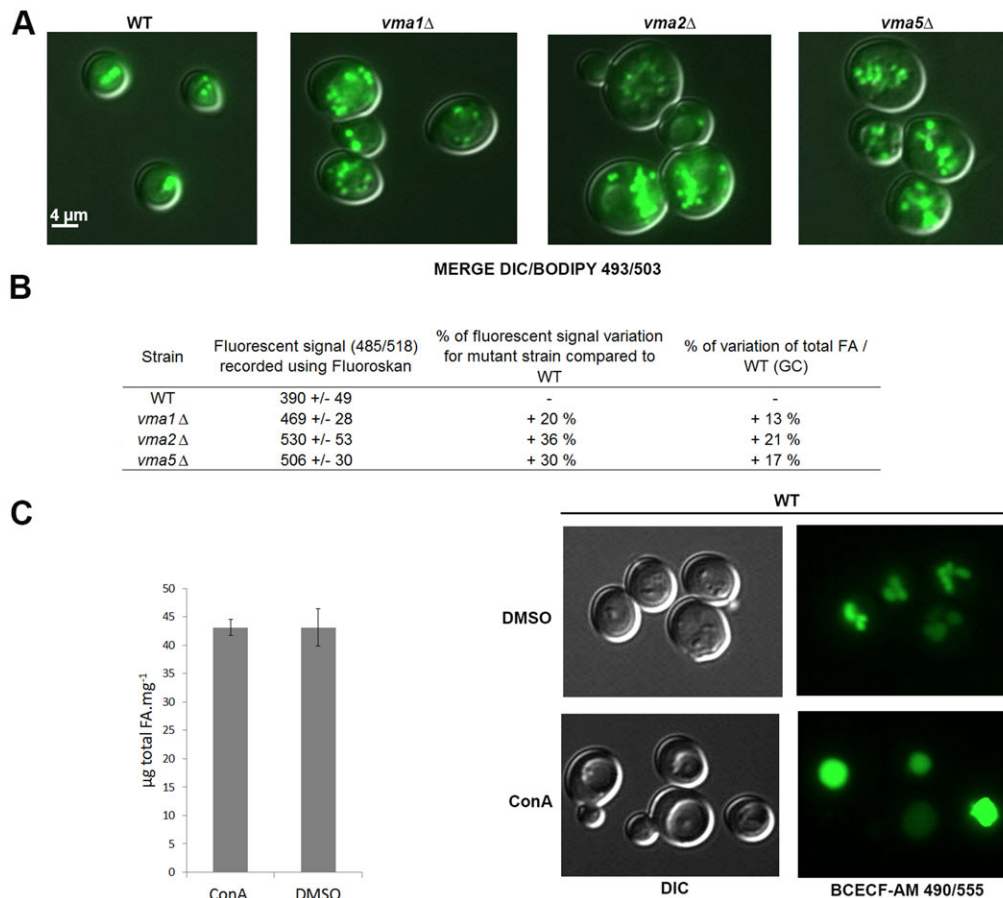 A
WT
vma1Δ
vma2Δ
vma5Δ
4 µm
MERGE DIC/BODIPY 493/503
B
Strain
Fluorescent signal (485/518) recorded using Fluoroskan
% of fluorescent signal variation for mutant strain compared to WT
% of variation of total FA / WT (GC)
WT 390 +/- 49 - -
vma1Δ 469 +/- 28 + 20 % + 13 %
vma2Δ 530 +/- 53 + 36 % + 21 %
vma5Δ 506 +/- 30 + 30 % + 17 %
C
µg total FA.mg⁻¹
50
45
40
35
30
25
20
15
10
5
0
ConA
DMSO
WT
DMSO
ConA
DIC
BCECF-AM 490/555